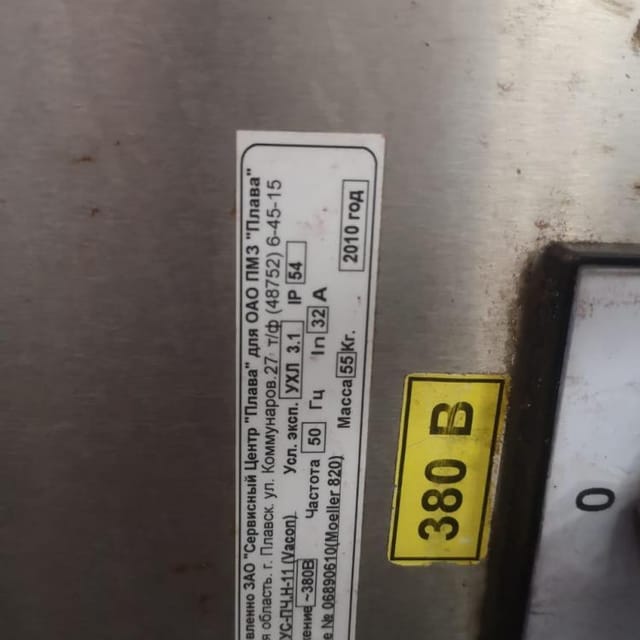 вленно ЗАО "Сервисный Центр "Плава" для ОАО ПМЗ "Плава"
я область. г. Плавск. ул. Коммунаров.27 т/ф (48752) 6-45-15
УС-ПЧ.Н-11 (Vacon) Усл. эксп. УХЛ 3.1 IP 54
жение ~380В Частота 50 Гц In 32 А
е № 06890610(Moeller 820) Масса 55 Кг. 2010 год
380 В
0